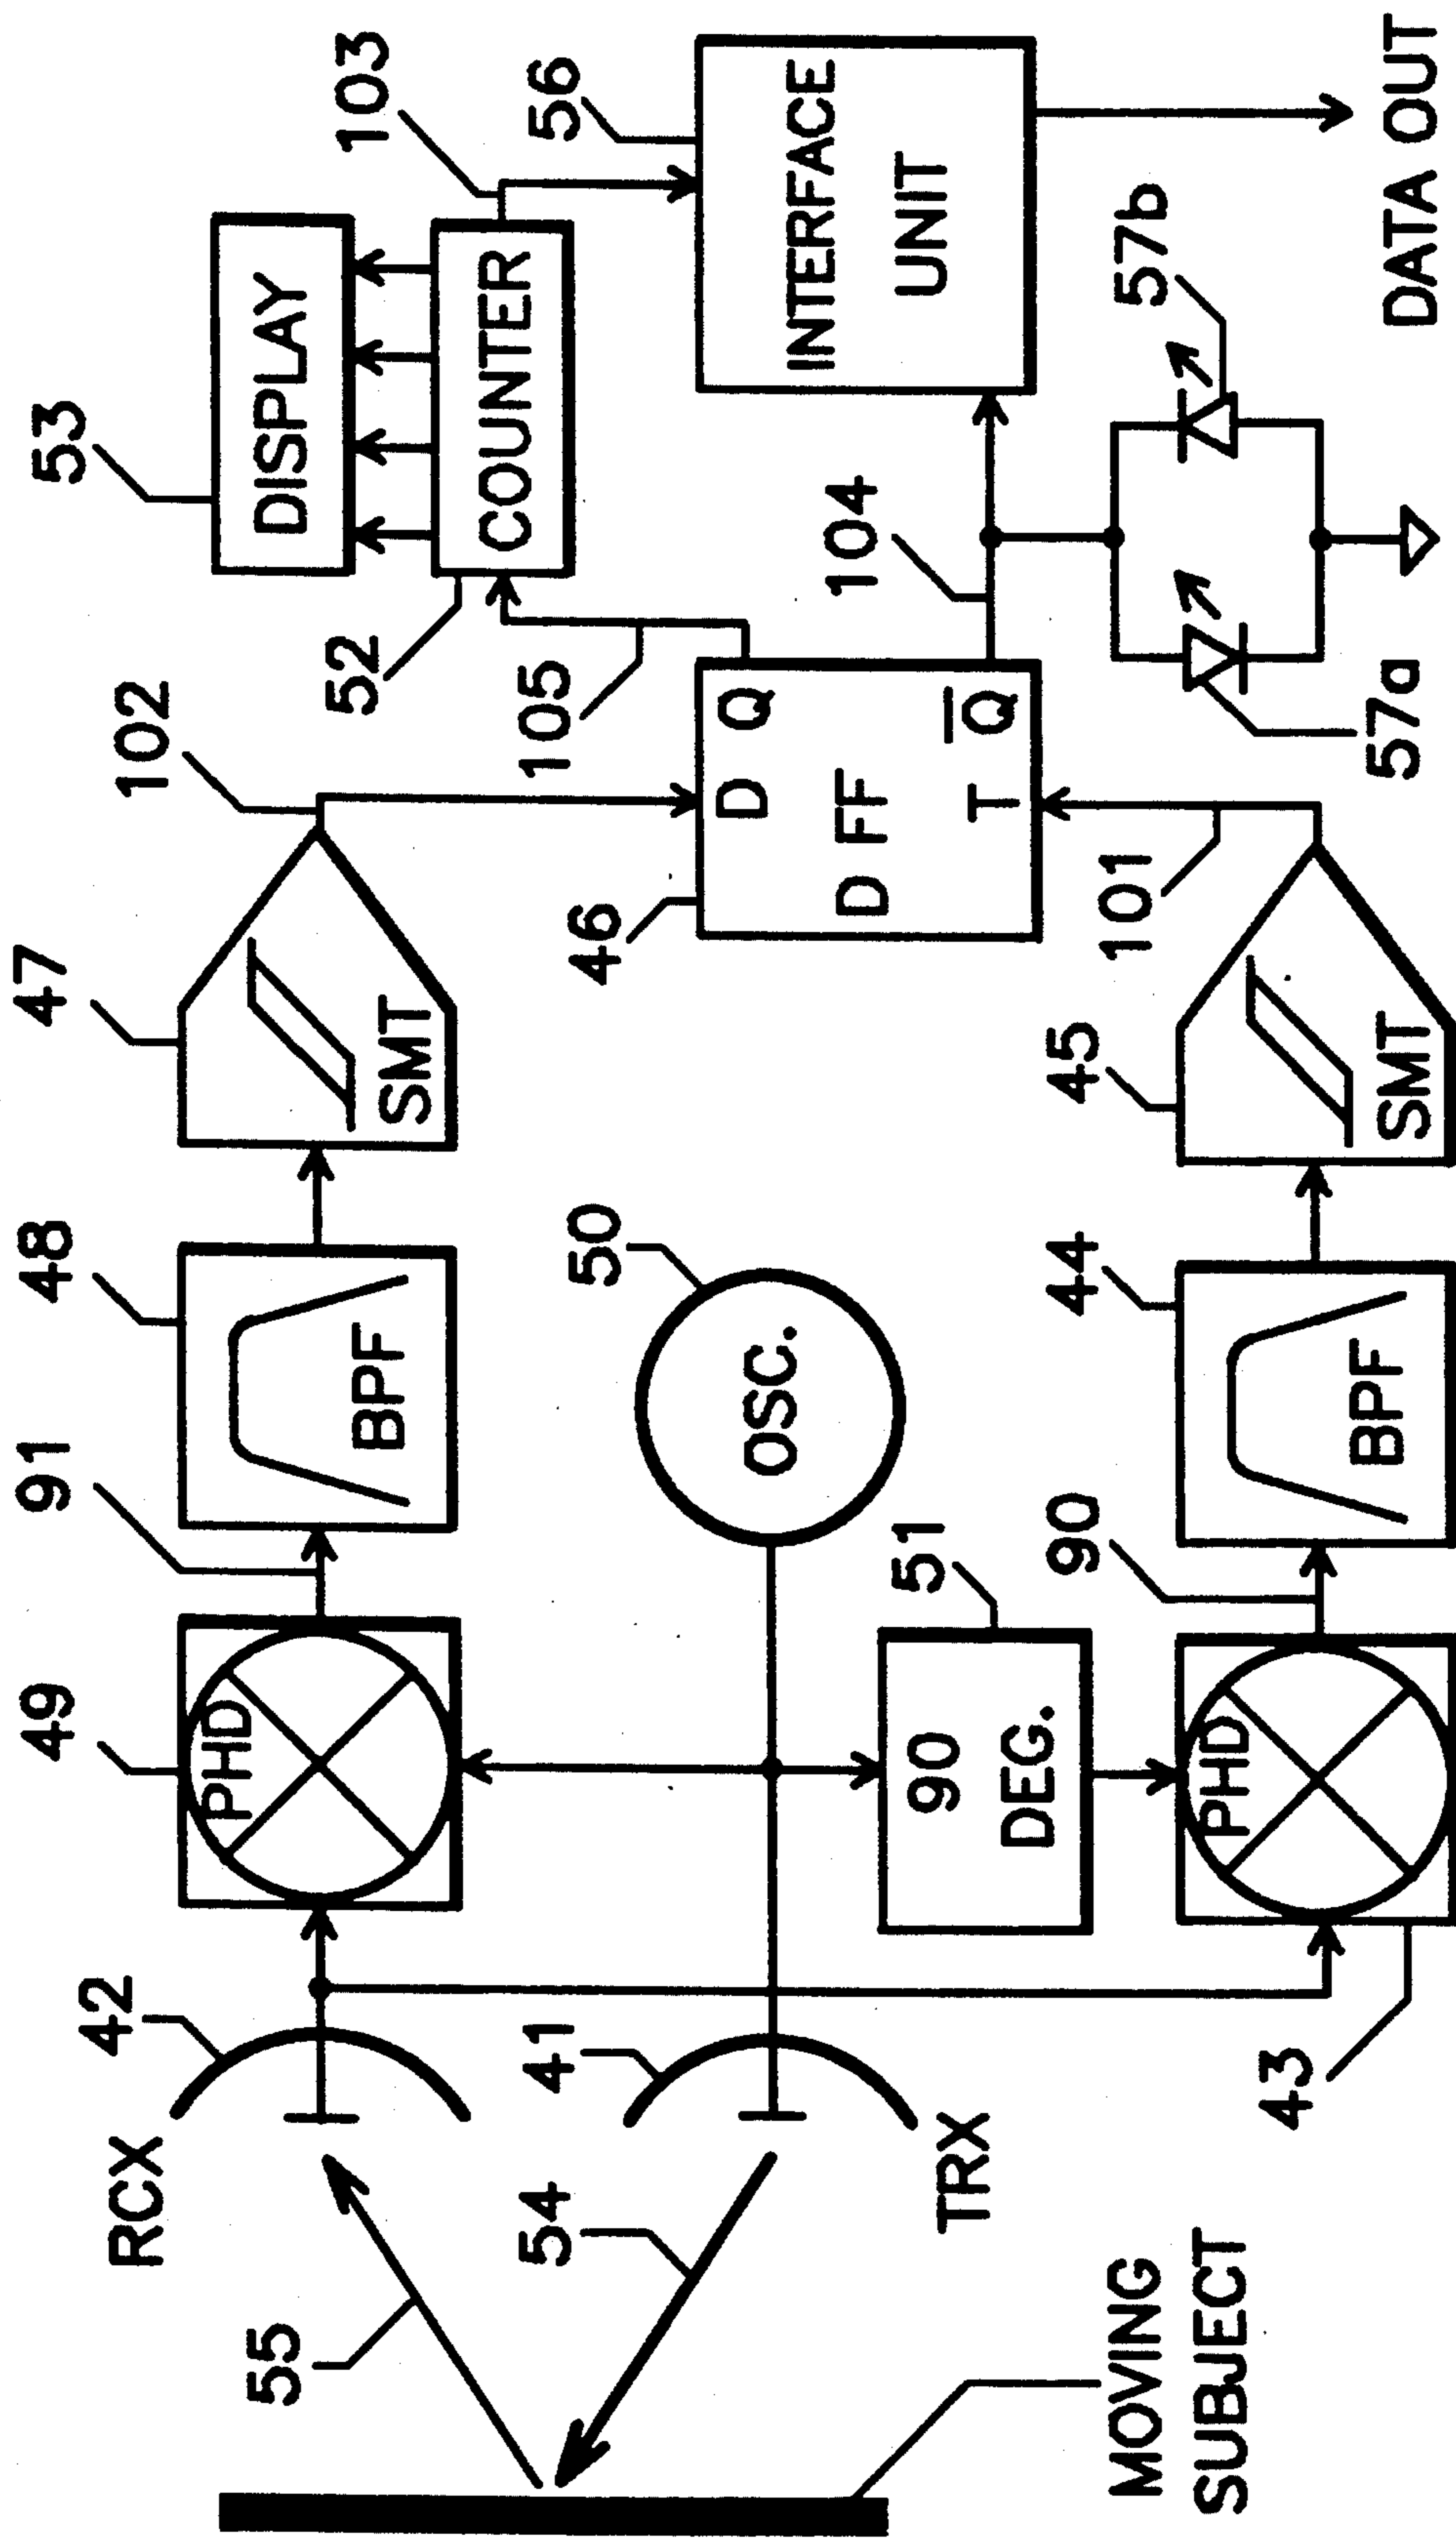 RCX
42
49
91
48
47
102
53
DISPLAY
103
PHD
BPF
SMT
52
COUNTER
55
54
41
TRX
50
OSC.
46
105
D Q
D FF
T Q̅
56
INTERFACE
UNIT
104
51
90
DEG.
MOVING
SUBJECT
43
PHD
90
44
BPF
45
SMT
101
57a
57b
DATA OUT